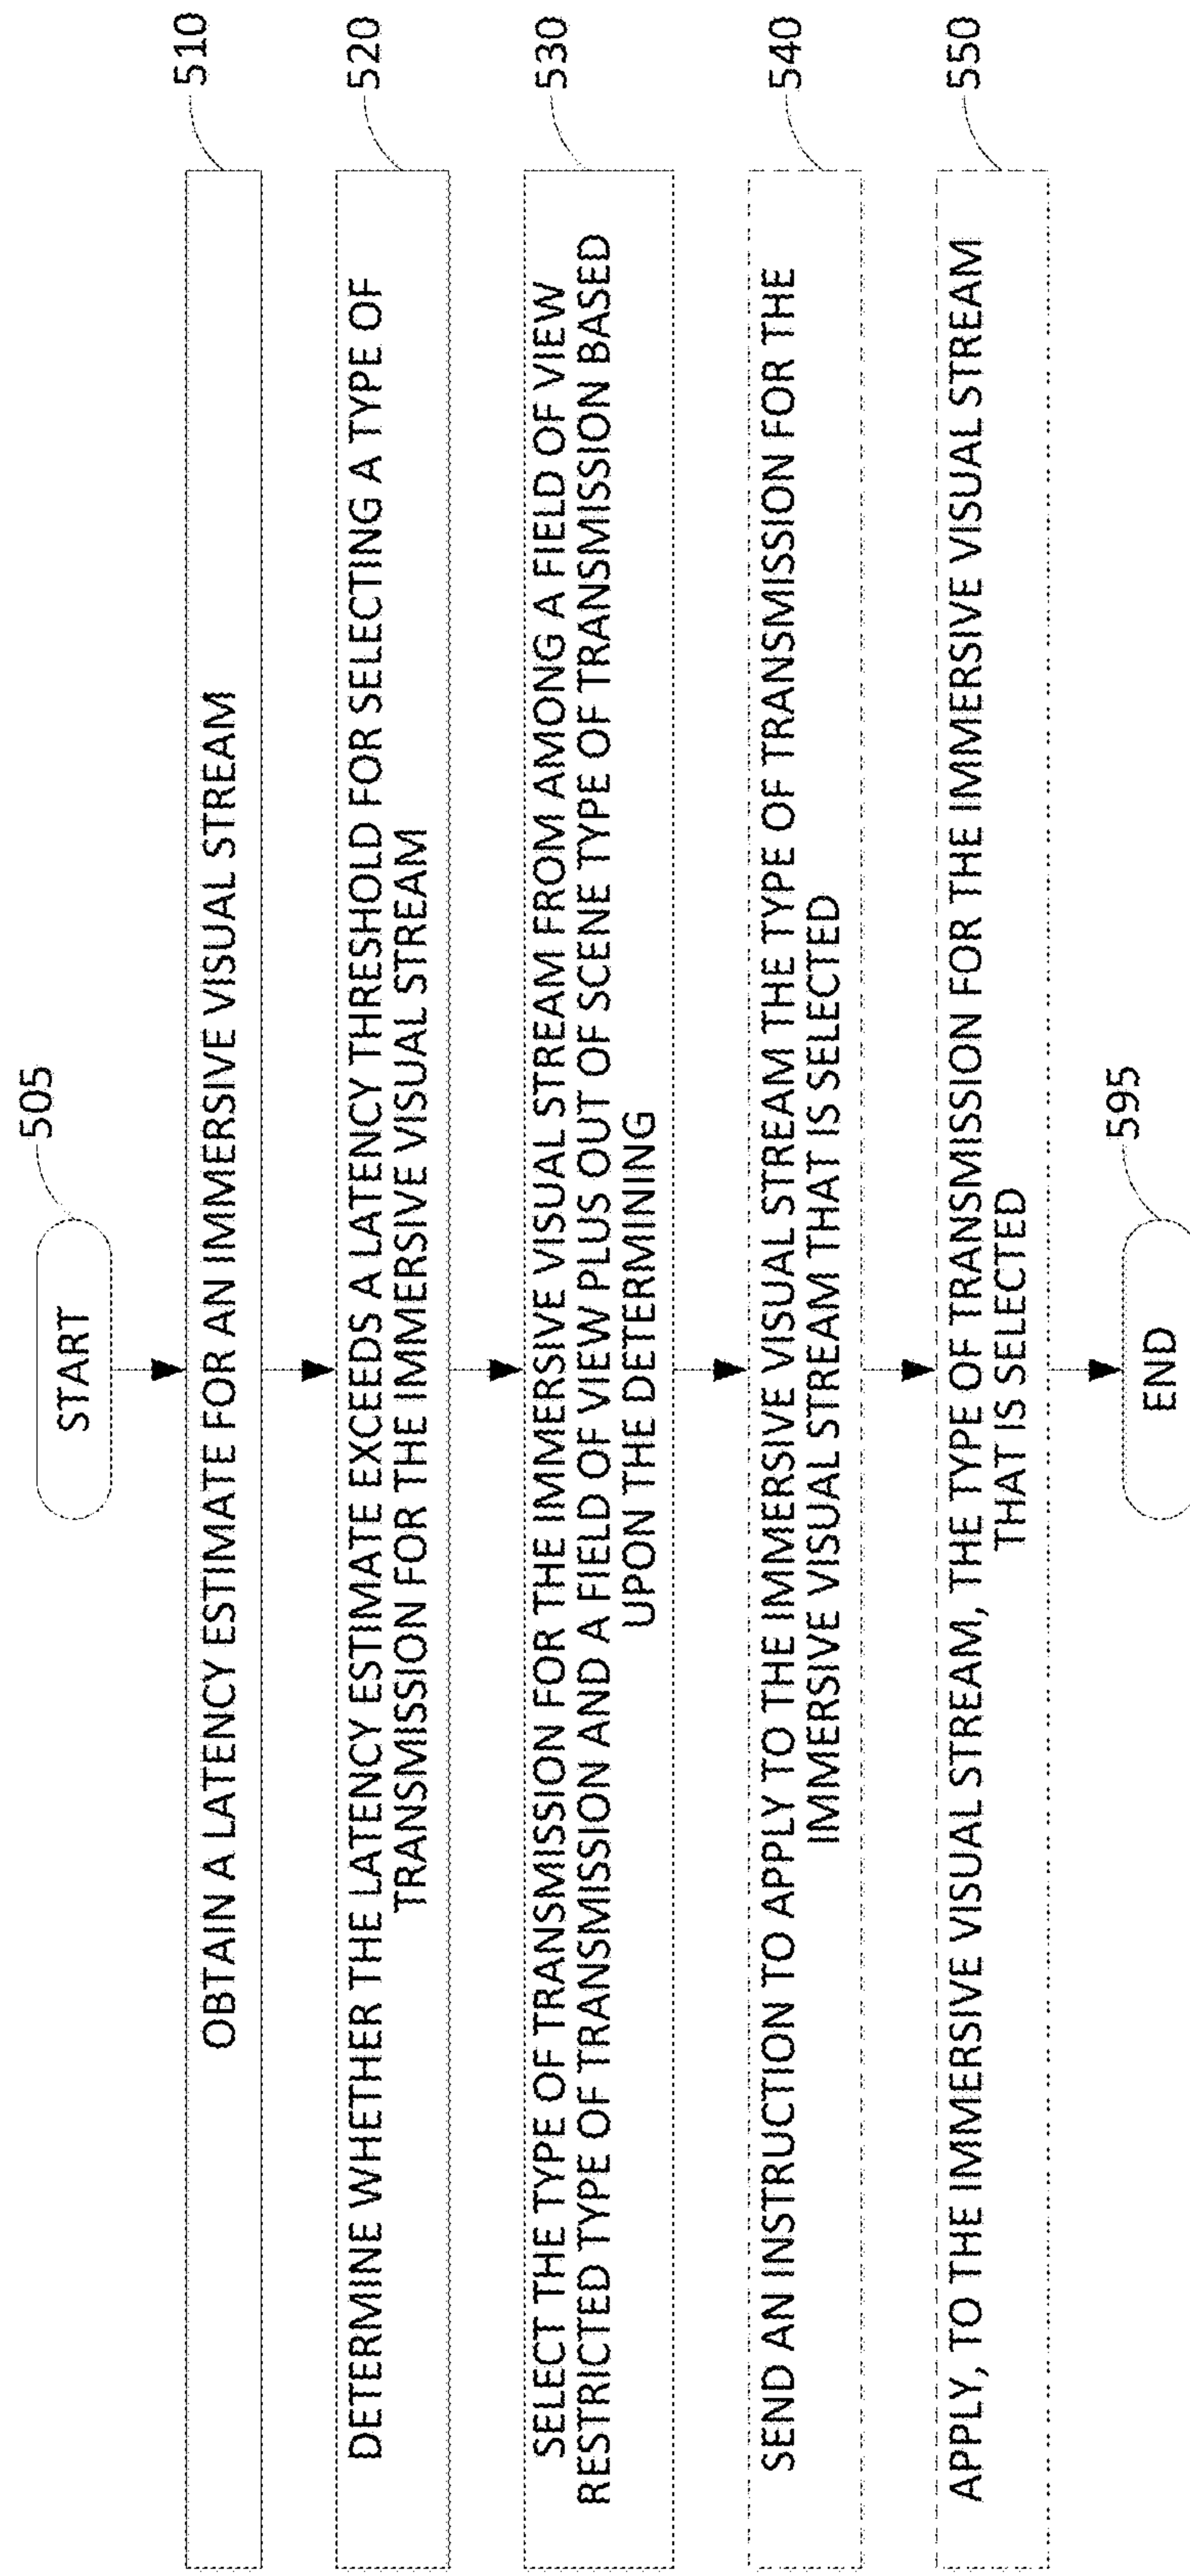 505
START
510
OBTAIN A LATENCY ESTIMATE FOR AN IMMERSIVE VISUAL STREAM
520
DETERMINE WHETHER THE LATENCY ESTIMATE EXCEEDS A LATENCY THRESHOLD FOR SELECTING A TYPE OF
TRANSMISSION FOR THE IMMERSIVE VISUAL STREAM
530
SELECT THE TYPE OF TRANSMISSION FOR THE IMMERSIVE VISUAL STREAM FROM AMONG A FIELD OF VIEW
RESTRICTED TYPE OF TRANSMISSION AND A FIELD OF VIEW PLUS OUT OF SCENE TYPE OF TRANSMISSION BASED
UPON THE DETERMINING
540
SEND AN INSTRUCTION TO APPLY TO THE IMMERSIVE VISUAL STREAM THE TYPE OF TRANSMISSION FOR THE
IMMERSIVE VISUAL STREAM THAT IS SELECTED
550
APPLY, TO THE IMMERSIVE VISUAL STREAM, THE TYPE OF TRANSMISSION FOR THE IMMERSIVE VISUAL STREAM
THAT IS SELECTED
595
END